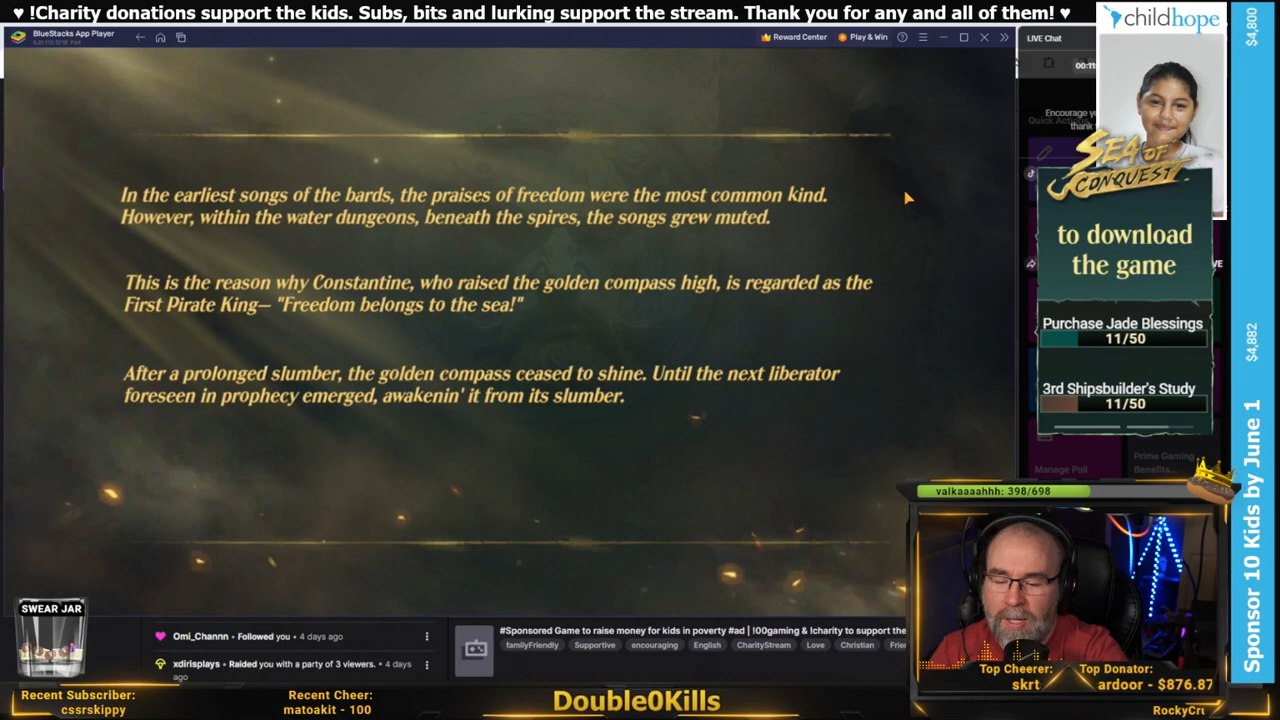 ♥ !Charity donations support the kids. Subs, bits and lurking support the stream. Thank you for any and all of them! ♥
BlueStacks App Player
Reward Center
Play & Win
LIVE Chat
childhope
$4,800
In the earliest songs of the bards, the praises of freedom were the most common kind.
However, within the water dungeons, beneath the spires, the songs grew muted.
This is the reason why Constantine, who raised the golden compass high, is regarded as the
First Pirate King— "Freedom belongs to the sea!"
After a prolonged slumber, the golden compass ceased to shine. Until the next liberator
foreseen in prophecy emerged, awakenin' it from its slumber.
Encourage
thank
Quick Actions
SEA OF
CONQUEST
to download
the game
Purchase Jade Blessings
11/50
3rd Shipsbuilder's Study
11/50
Manage Poll
Prime Gaming
Benefits...
$4,882
Sponsor 10 Kids by June 1
valkaaaahhh: 398/698
SWEAR JAR
Omi_Channn • Followed you • 4 days ago
xdirisplays • Raided you with a party of 3 viewers. • 4 days
ago
#Sponsored Game to raise money for kids in poverty #ad | !00gaming & !charity to support the
familyFriendly
Supportive
encouraging
English
CharityStream
Love
Christian
Top Cheerer:
skrt
Top Donator:
ardoor - $876.87
Recent Subscriber:
cssrskippy
Recent Cheer:
matoakit - 100
Double0Kills